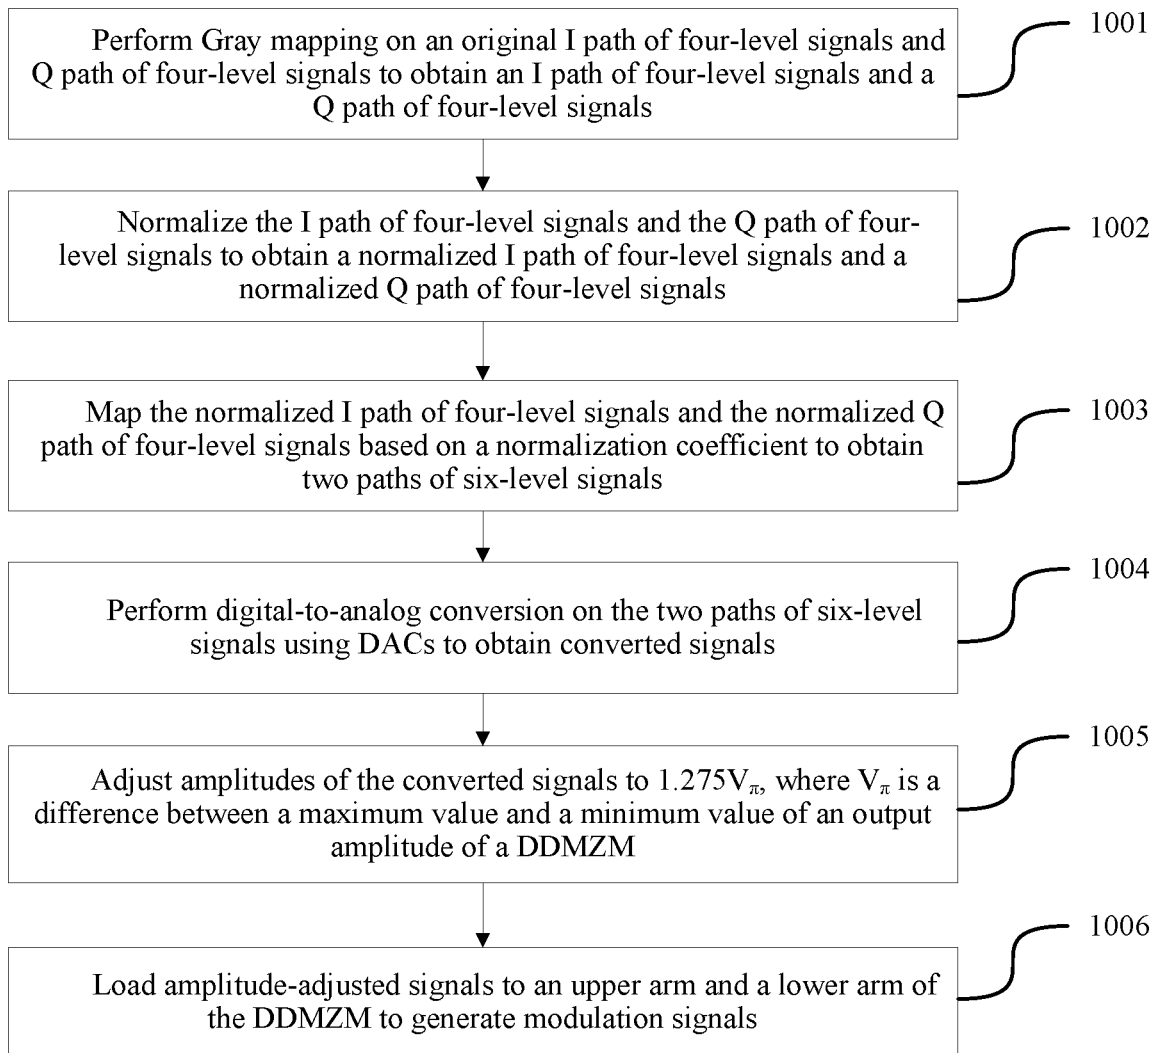 Perform Gray mapping on an original I path of four-level signals and
Q path of four-level signals to obtain an I path of four-level signals and a
Q path of four-level signals
1001
Normalize the I path of four-level signals and the Q path of four-
level signals to obtain a normalized I path of four-level signals and a
normalized Q path of four-level signals
1002
Map the normalized I path of four-level signals and the normalized Q
path of four-level signals based on a normalization coefficient to obtain
two paths of six-level signals
1003
Perform digital-to-analog conversion on the two paths of six-level
signals using DACs to obtain converted signals
1004
Adjust amplitudes of the converted signals to 1.275Vπ, where Vπ is a
difference between a maximum value and a minimum value of an output
amplitude of a DDMZM
1005
Load amplitude-adjusted signals to an upper arm and a lower arm of
the DDMZM to generate modulation signals
1006